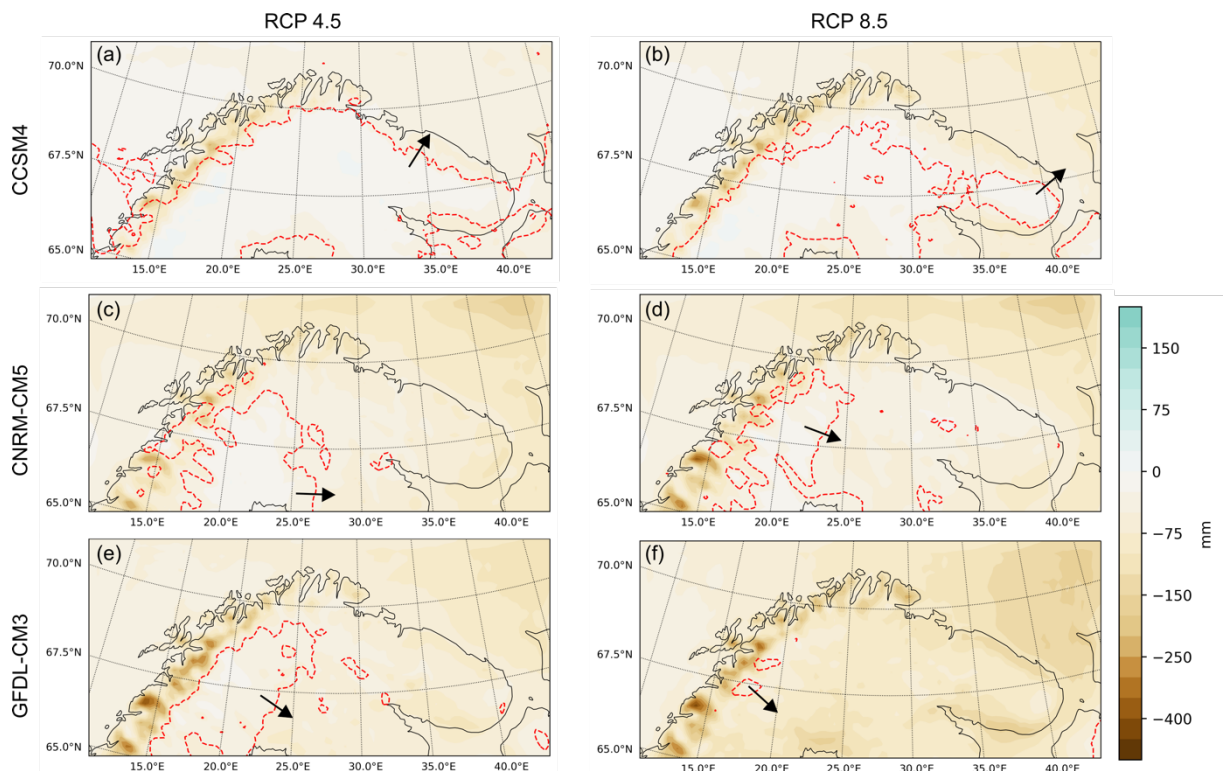 RCP 4.5 RCP 8.5
CCSM4
(a) (b)
70.0°N 70.0°N
67.5°N 67.5°N
65.0°N 65.0°N
15.0°E 20.0°E 25.0°E 30.0°E 35.0°E 40.0°E 15.0°E 20.0°E 25.0°E 30.0°E 35.0°E 40.0°E
CNRM-CM5
(c) (d)
70.0°N 70.0°N
67.5°N 67.5°N
65.0°N 65.0°N
15.0°E 20.0°E 25.0°E 30.0°E 35.0°E 40.0°E 15.0°E 20.0°E 25.0°E 30.0°E 35.0°E 40.0°E
GFDL-CM3
(e) (f)
70.0°N 70.0°N
67.5°N 67.5°N
65.0°N 65.0°N
15.0°E 20.0°E 25.0°E 30.0°E 35.0°E 40.0°E 15.0°E 20.0°E 25.0°E 30.0°E 35.0°E 40.0°E
150
75
0
−75
−150
−250
−400
mm